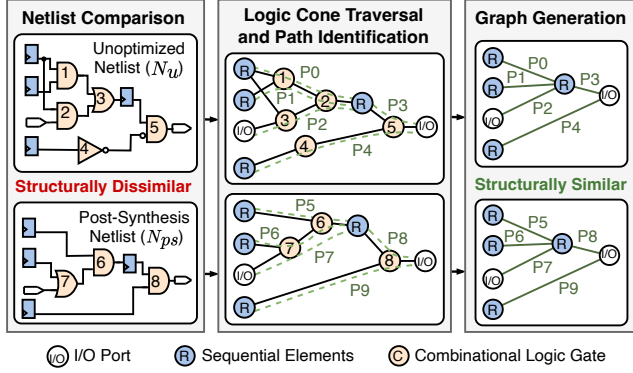 Netlist Comparison
Unoptimized
Netlist (Nu)
1
2
3
4
5
Structurally Dissimilar
Post-Synthesis
Netlist (Nps)
6
7
8
Logic Cone Traversal
and Path Identification
R
R
I/O
R
1
2
3
4
5
R
I/O
P0
P1
P2
P3
P4
R
R
I/O
R
6
7
8
R
I/O
P5
P6
P7
P8
P9
Graph Generation
R
R
I/O
R
R
I/O
P0
P1
P2
P3
P4
Structurally Similar
R
R
I/O
R
R
I/O
P5
P6
P7
P8
P9
I/O I/O Port
R Sequential Elements
C Combinational Logic Gate